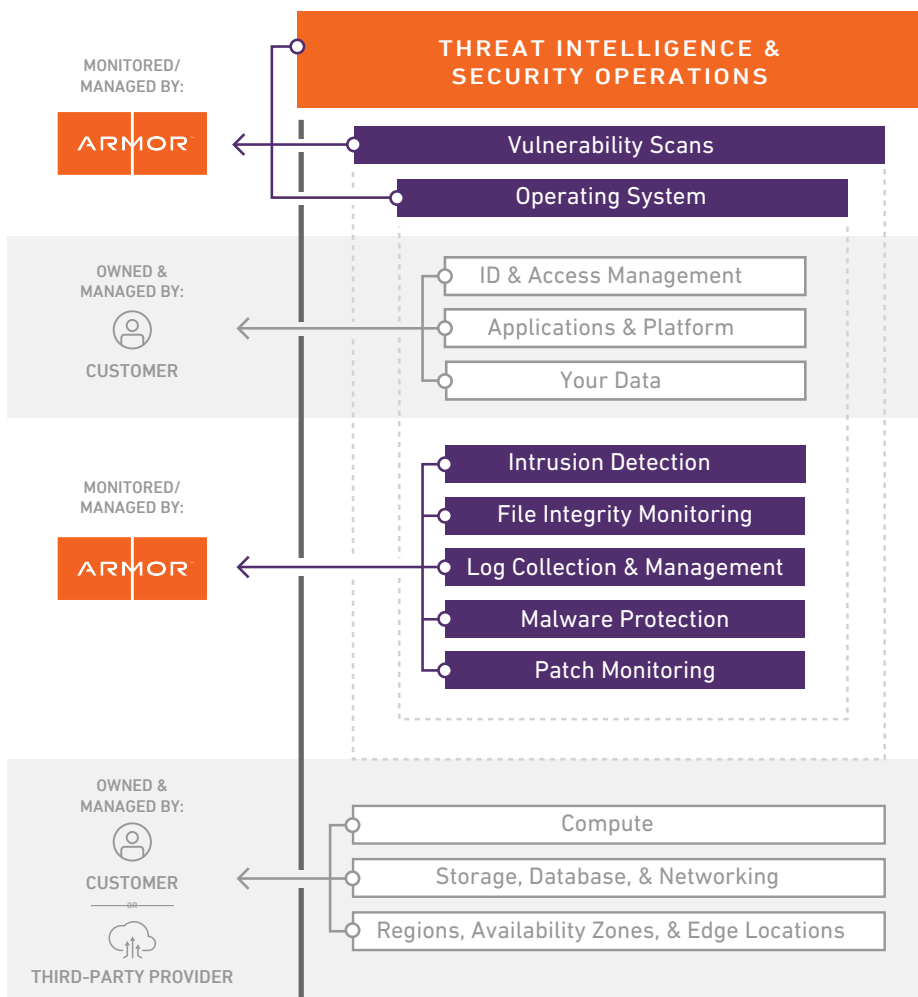 THREAT INTELLIGENCE &
SECURITY OPERATIONS
MONITORED/
MANAGED BY:
ARMOR™
Vulnerability Scans
Operating System
OWNED &
MANAGED BY:
CUSTOMER
ID & Access Management
Applications & Platform
Your Data
MONITORED/
MANAGED BY:
ARMOR™
Intrusion Detection
File Integrity Monitoring
Log Collection & Management
Malware Protection
Patch Monitoring
OWNED &
MANAGED BY:
CUSTOMER
OR
THIRD-PARTY PROVIDER
Compute
Storage, Database, & Networking
Regions, Availability Zones, & Edge Locations